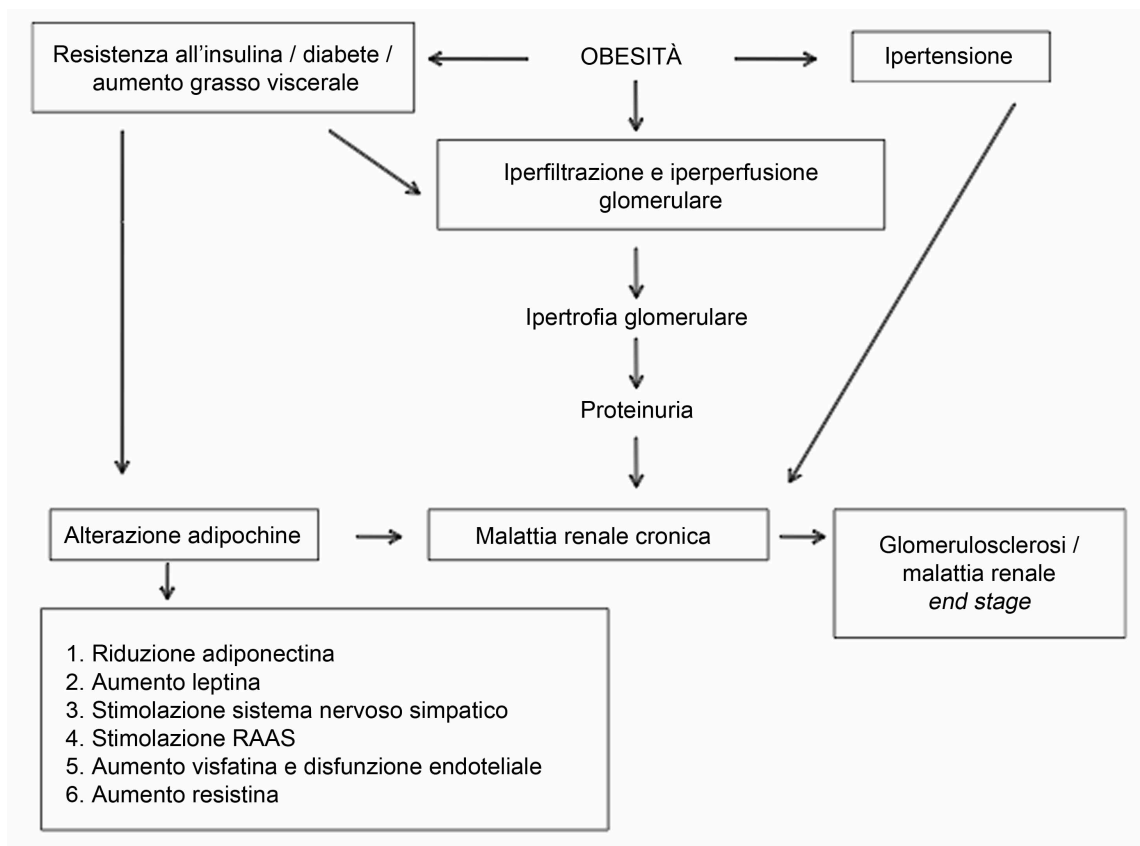 Resistenza all’insulina / diabete /
aumento grasso viscerale
OBESITÀ
Ipertensione
Iperfiltrazione e iperperfusione
glomerulare
Ipertrofia glomerulare
Proteinuria
Alterazione adipochine
Malattia renale cronica
Glomerulosclerosi /
malattia renale
end stage
1. Riduzione adiponectina
2. Aumento leptina
3. Stimolazione sistema nervoso simpatico
4. Stimolazione RAAS
5. Aumento visfatina e disfunzione endoteliale
6. Aumento resistina